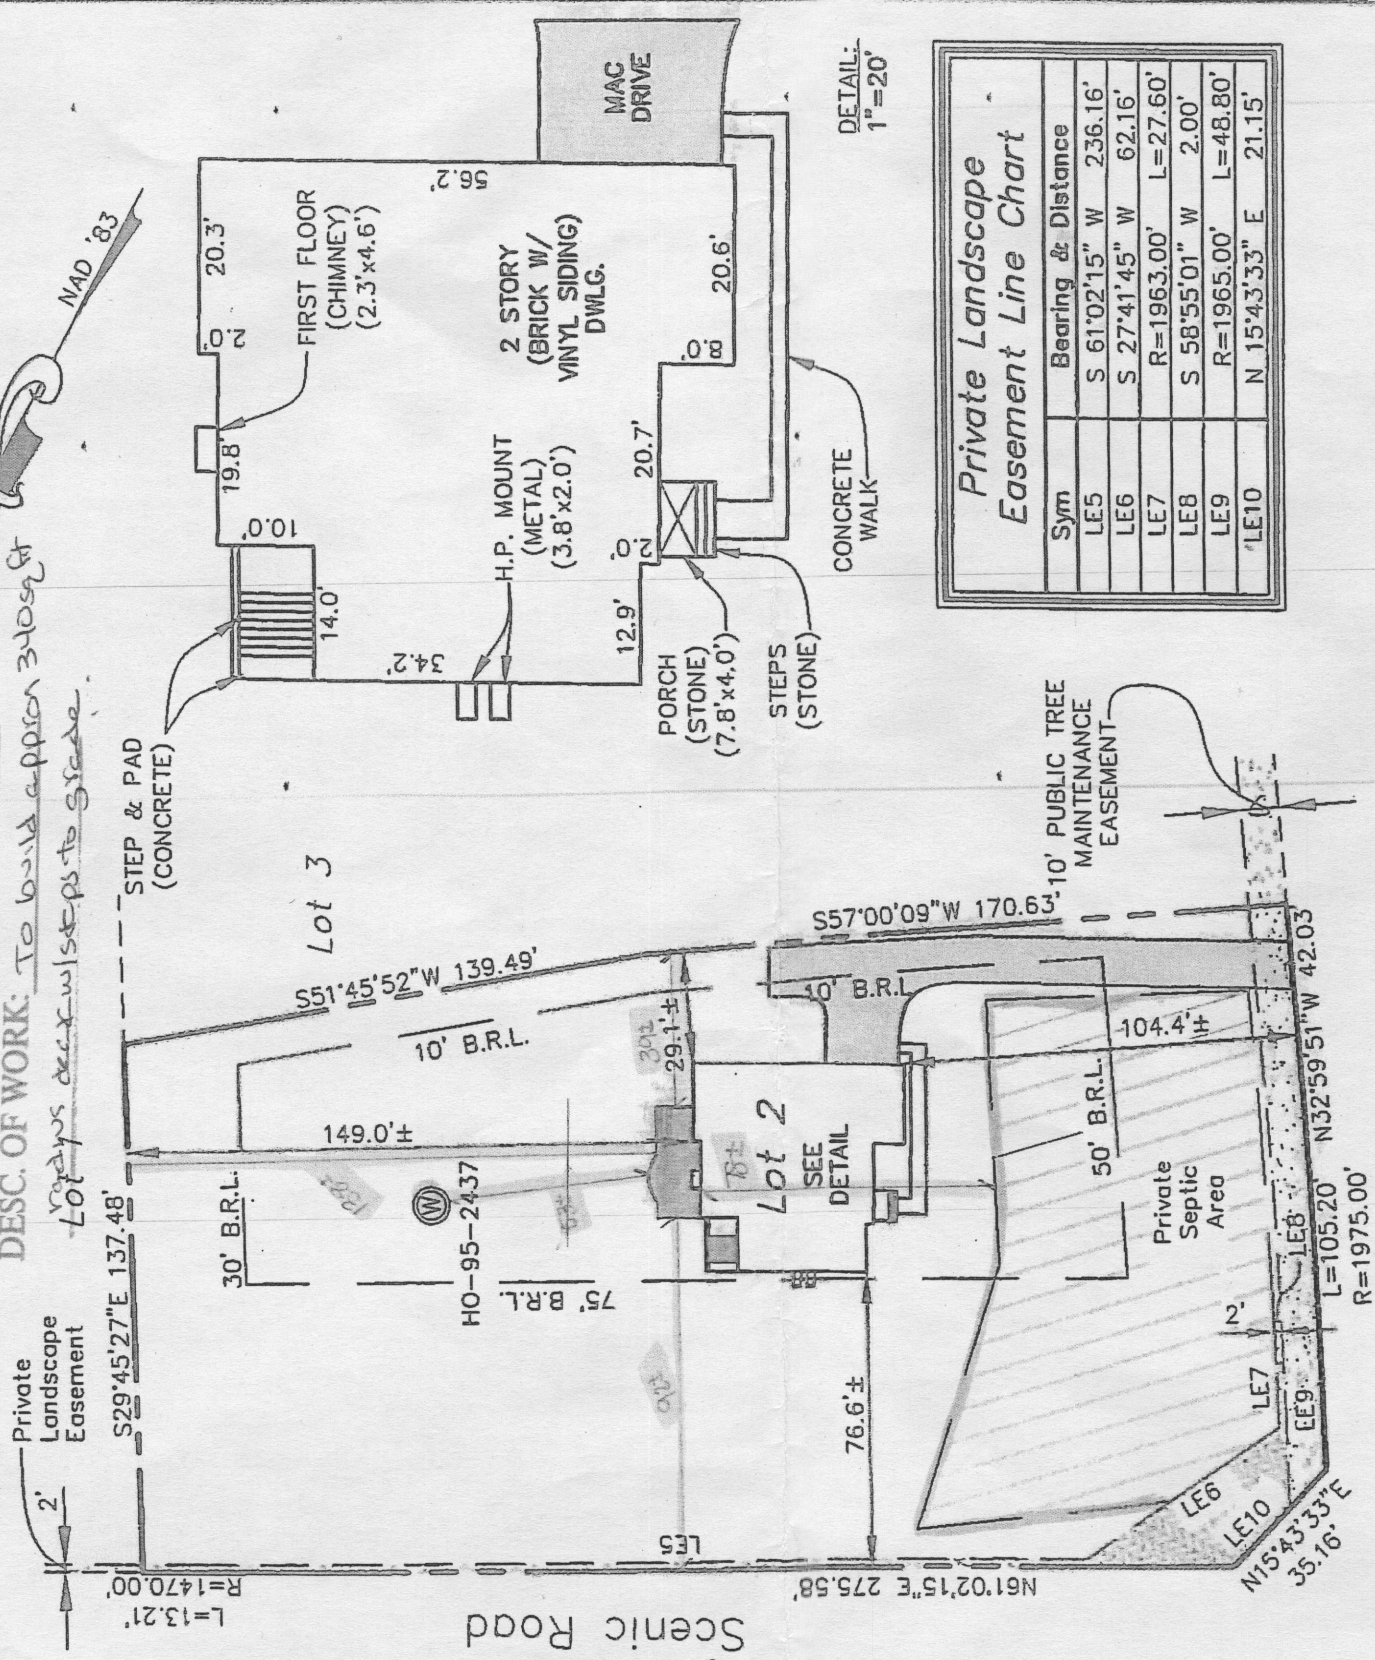 DESC. OF WORK: To build approx 340sqft
deck w/steps to grade.
Lot
Private
Landscape
Easement
2'
S29°45'27"E 137.48'
STEP & PAD
(CONCRETE)
NAD '83
20.3'
2.0'
FIRST FLOOR
(CHIMNEY)
(2.3'x4.6')
19.8'
10.0'
14.0'
34.2'
H.P. MOUNT
(METAL)
(3.8'x2.0')
56.2'
2 STORY
(BRICK W/
VINYL SIDING)
DWLG.
MAC
DRIVE
20.6'
8.0'
20.7'
2.0'
12.9'
PORCH
(STONE)
(7.8'x4.0')
STEPS
(STONE)
CONCRETE
WALK
DETAIL:
1"=20'
Private Landscape
Easement Line Chart
Sym Bearing & Distance
LE5 S 61°02'15" W 236.16'
LE6 S 27°41'45" W 62.16'
LE7 R=1963.00' L=27.60'
LE8 S 58°55'01" W 2.00'
LE9 R=1965.00' L=48.80'
LE10 N 15°43'33" E 21.15'
Lot 3
S51°45'52"W 139.49'
10' B.R.L.
149.0'±
30' B.R.L.
W
HO-95-2437
75' B.R.L.
29.1'±
39±
78±
92±
Lot 2
SEE
DETAIL
10' B.R.L.
S57°00'09"W 170.63'
10' PUBLIC TREE
MAINTENANCE
EASEMENT
104.4'±
50' B.R.L.
Private
Septic
Area
76.6'±
2'
LE8
LE7
LE9
LE6
LE10
LE5
N32°59'51"W 42.03
L=105.20'
R=1975.00'
N15°43'33"E
35.16'
N61°02'15"E 275.58'
L=13.21'
R=1470.00'
Scenic Road